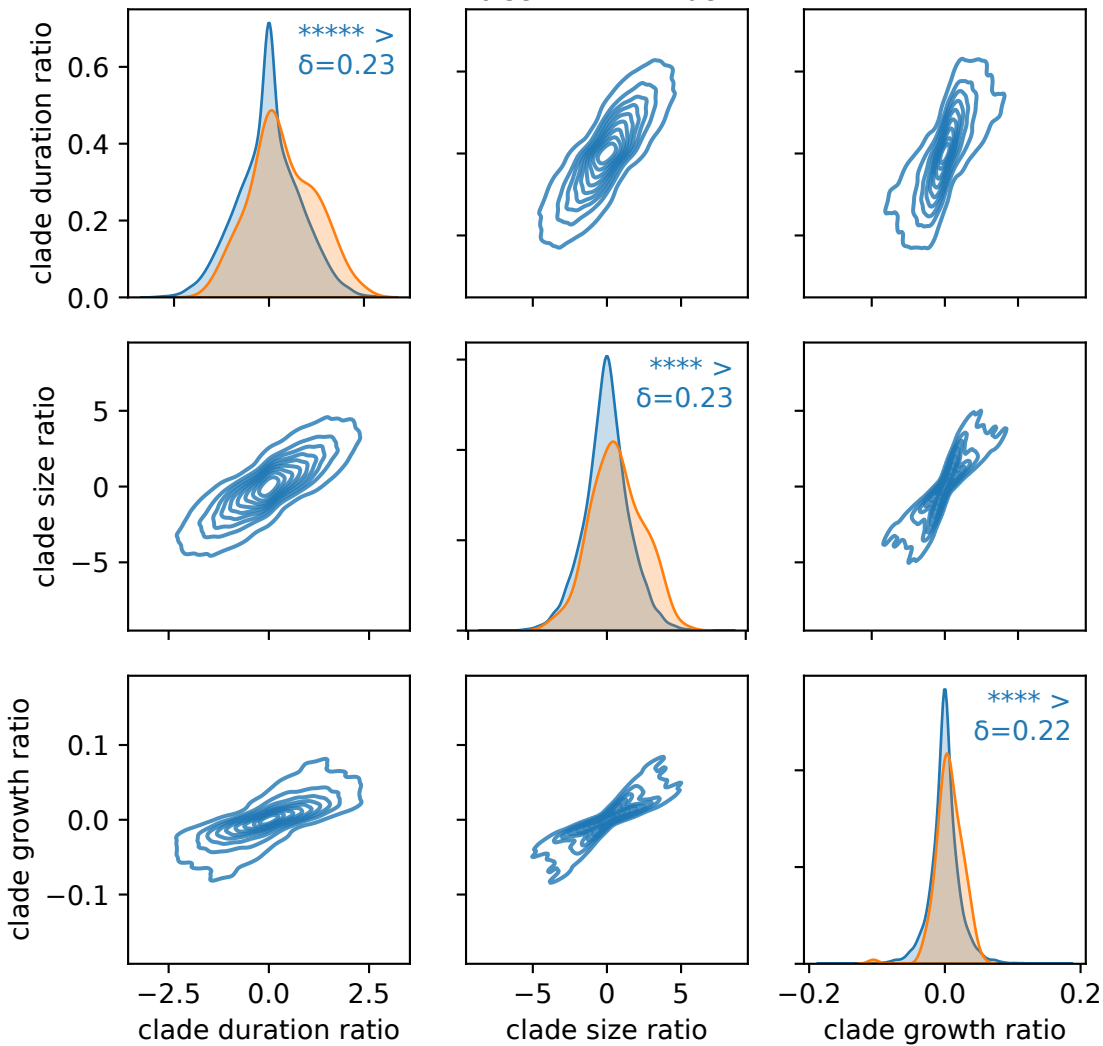 clade duration ratio
0.6
0.4
0.2
0.0
***** >
δ=0.23
clade size ratio
5
0
−5
**** >
δ=0.23
clade growth ratio
0.1
0.0
−0.1
**** >
δ=0.22
−2.5
0.0
2.5
clade duration ratio
−5
0
5
clade size ratio
−0.2
0.0
0.2
clade growth ratio